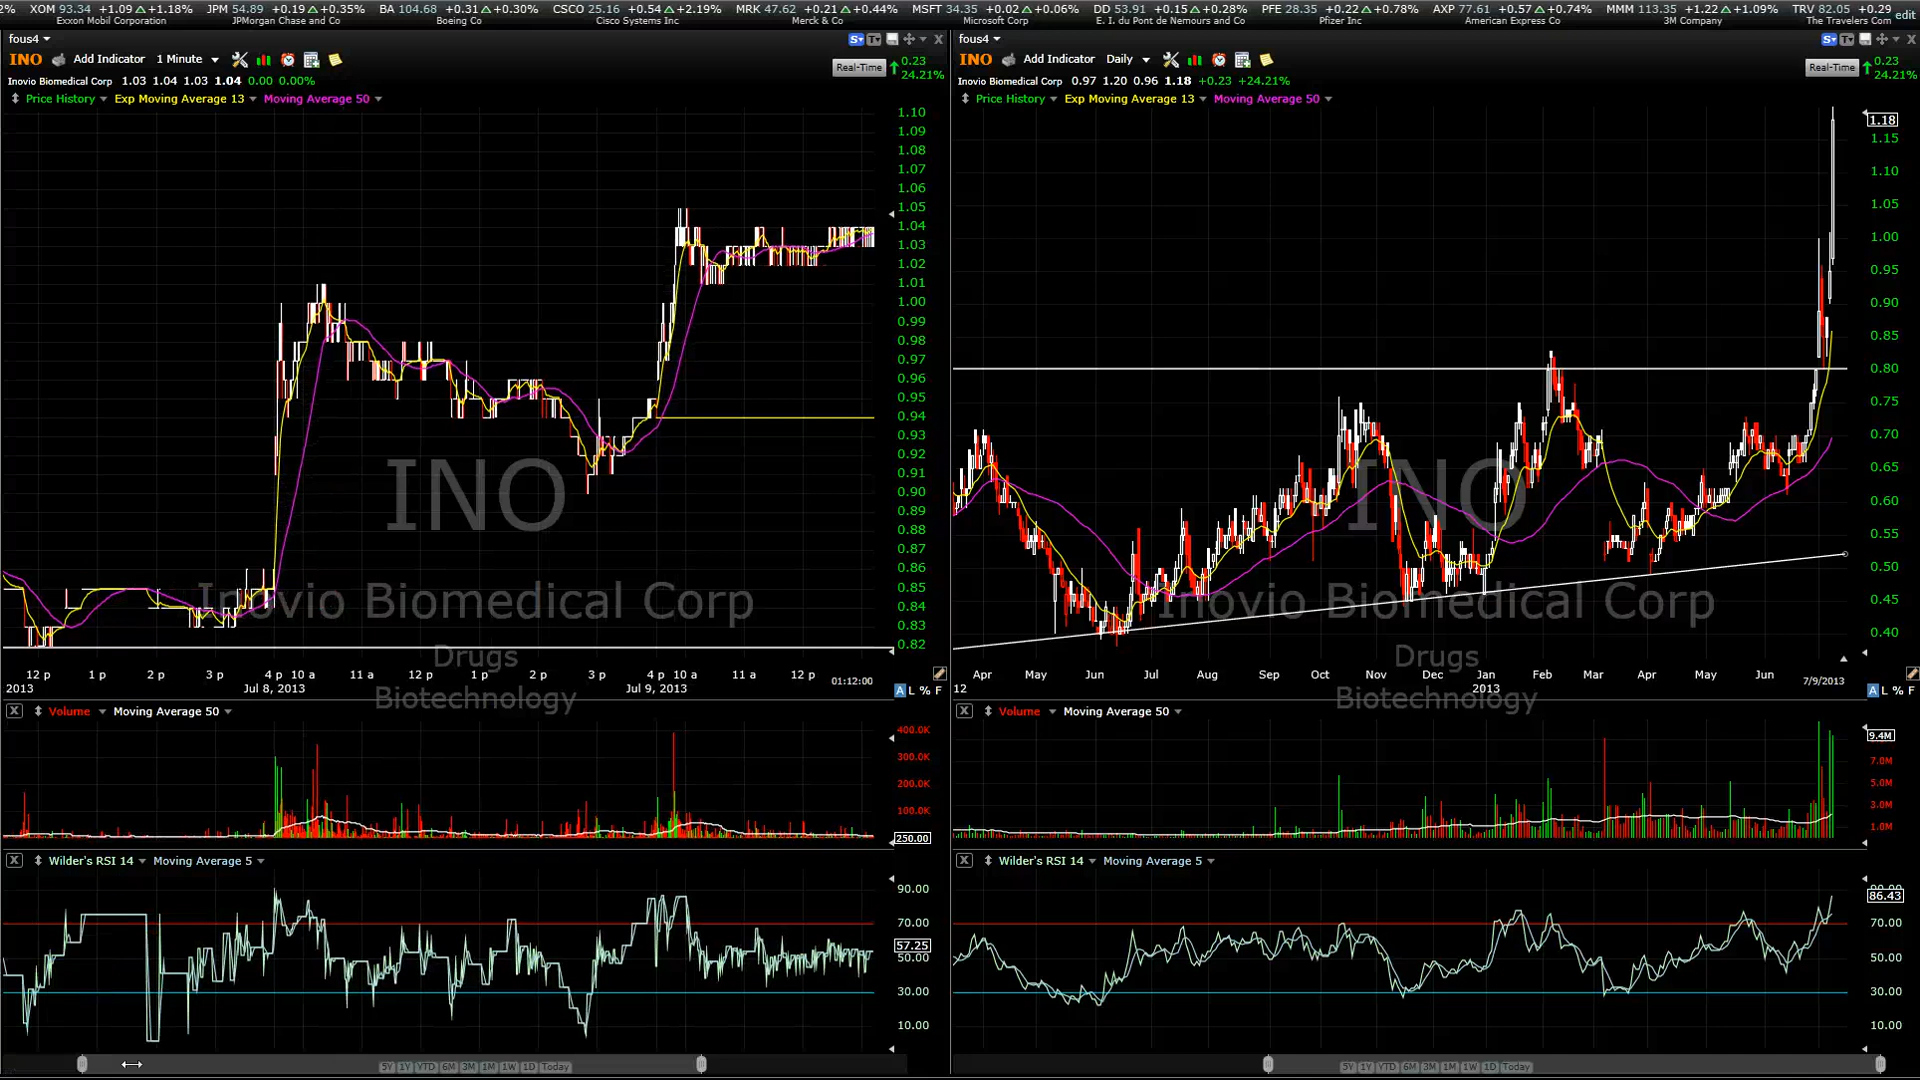 2% XOM 93.34 +1.09 +1.18% JPM 54.89 +0.19 +0.35% BA 104.68 +0.31 +0.30% CSCO 25.16 +0.54 +2.19% MRK 47.62 +0.21 +0.44% MSFT 34.35 +0.02 +0.06% DD 53.91 +0.15 +0.28% PFE 28.35 +0.22 +0.78% AXP 77.61 +0.57 +0.74% MMM 113.35 +1.22 +1.09% TRV 82.05 +0.29 edit
Exxon Mobil Corporation JPMorgan Chase and Co Boeing Co Cisco Systems Inc Merck & Co Microsoft Corp E. I. du Pont de Nemours and Co Pfizer Inc American Express Co 3M Company The Travelers Com
fous4
INO Add Indicator 1 Minute
Inovio Biomedical Corp 1.03 1.04 1.03 1.04 0.00 0.00%
Real-Time 0.23
24.21%
Price History Exp Moving Average 13 Moving Average 50
1.10
1.09
1.08
1.07
1.06
1.05
1.04
1.03
1.02
1.01
1.00
0.99
0.98
0.97
0.96
0.95
0.94
0.93
0.92
0.91
0.90
0.89
0.88
0.87
0.86
0.85
0.84
0.83
0.82
INO
Inovio Biomedical Corp
Drugs
Biotechnology
12 p 1 p 2 p 3 p 4 p 10 a 11 a 12 p 1 p 2 p 3 p 4 p 10 a 11 a 12 p
2013 Jul 8, 2013 Jul 9, 2013 01:12:00
A L % F
X Volume Moving Average 50
400.0K
300.0K
200.0K
100.0K
250.00
X Wilder's RSI 14 Moving Average 5
90.00
70.00
57.25
50.00
30.00
10.00
5Y 1Y YTD 6M 3M 1M 1W 1D Today
fous4
INO Add Indicator Daily
Inovio Biomedical Corp 0.97 1.20 0.96 1.18 +0.23 +24.21%
Real-Time 0.23
24.21%
Price History Exp Moving Average 13 Moving Average 50
1.18
1.15
1.10
1.05
1.00
0.95
0.90
0.85
0.80
0.75
0.70
0.65
0.60
0.55
0.50
0.45
0.40
INO
Inovio Biomedical Corp
Drugs
Biotechnology
Apr May Jun Jul Aug Sep Oct Nov Dec Jan Feb Mar Apr May Jun
12 2013 7/9/2013
A L % F
X Volume Moving Average 50
9.4M
7.0M
5.0M
3.0M
1.0M
X Wilder's RSI 14 Moving Average 5
86.43
70.00
50.00
30.00
10.00
5Y 1Y YTD 6M 3M 1M 1W 1D Today